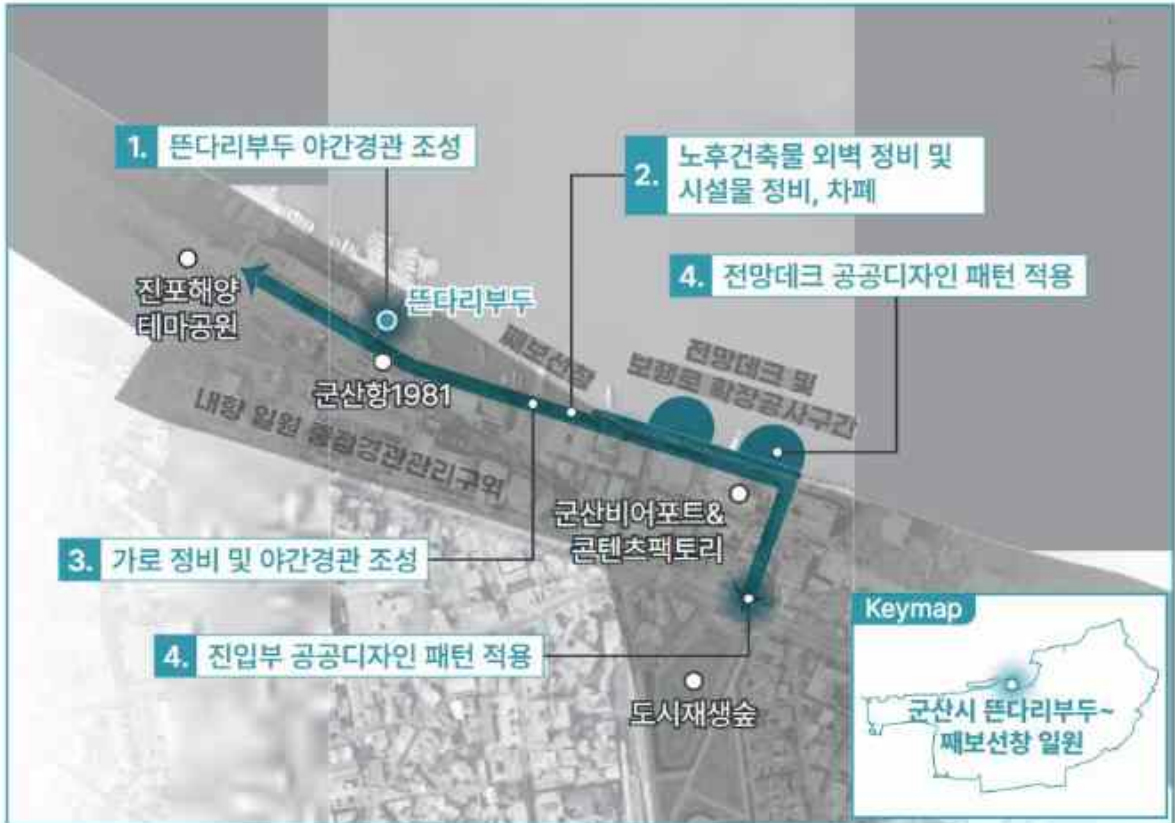 1. 뜬다리부두 야간경관 조성
2. 노후건축물 외벽 정비 및
시설물 정비, 차폐
4. 전망데크 공공디자인 패턴 적용
진포해양
테마공원
뜬다리부두
군산항1981
째보선창
전망데크 및
보행로 확장공사구간
내항 일원 중점경관관리구역
군산비어포트&
콘텐츠팩토리
3. 가로 정비 및 야간경관 조성
4. 진입부 공공디자인 패턴 적용
도시재생숲
Keymap
군산시 뜬다리부두~
째보선창 일원